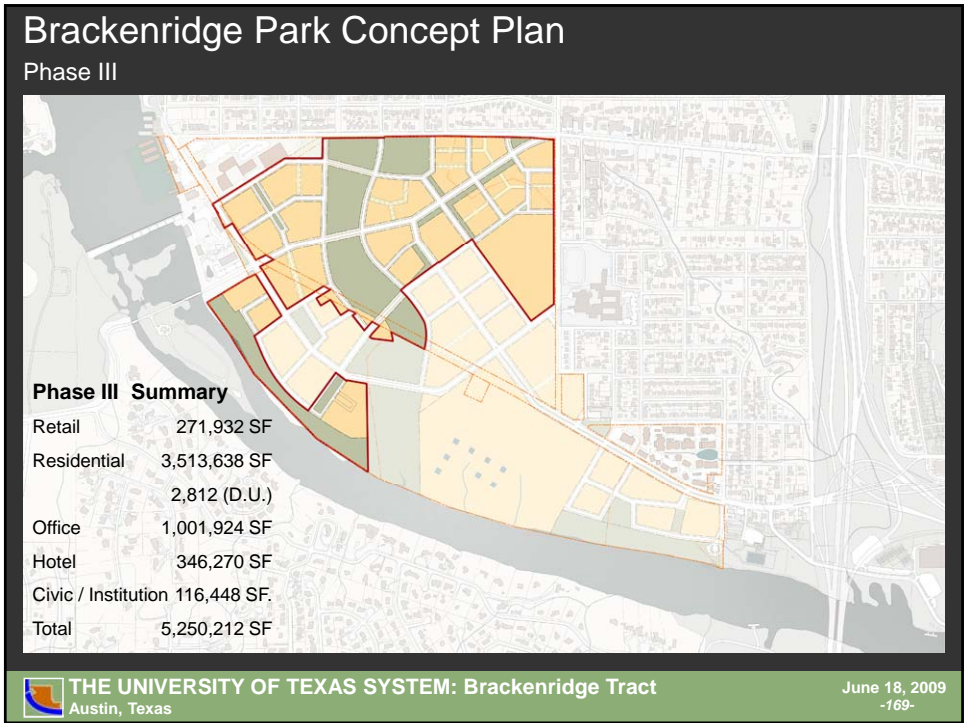 Brackenridge Park Concept Plan
Phase III
Phase III Summary
Retail 271,932 SF
Residential 3,513,638 SF
2,812 (D.U.)
Office 1,001,924 SF
Hotel 346,270 SF
Civic / Institution 116,448 SF.
Total 5,250,212 SF
THE UNIVERSITY OF TEXAS SYSTEM: Brackenridge Tract
Austin, Texas
June 18, 2009
-169-